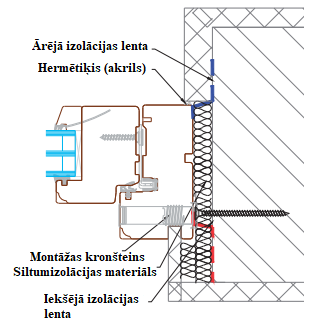 Ārējā izolācijas lenta
Hermētiķis (akrils)
Montāžas kronšteins
Siltumizolācijas materiāls
Iekšējā izolācijas
lenta